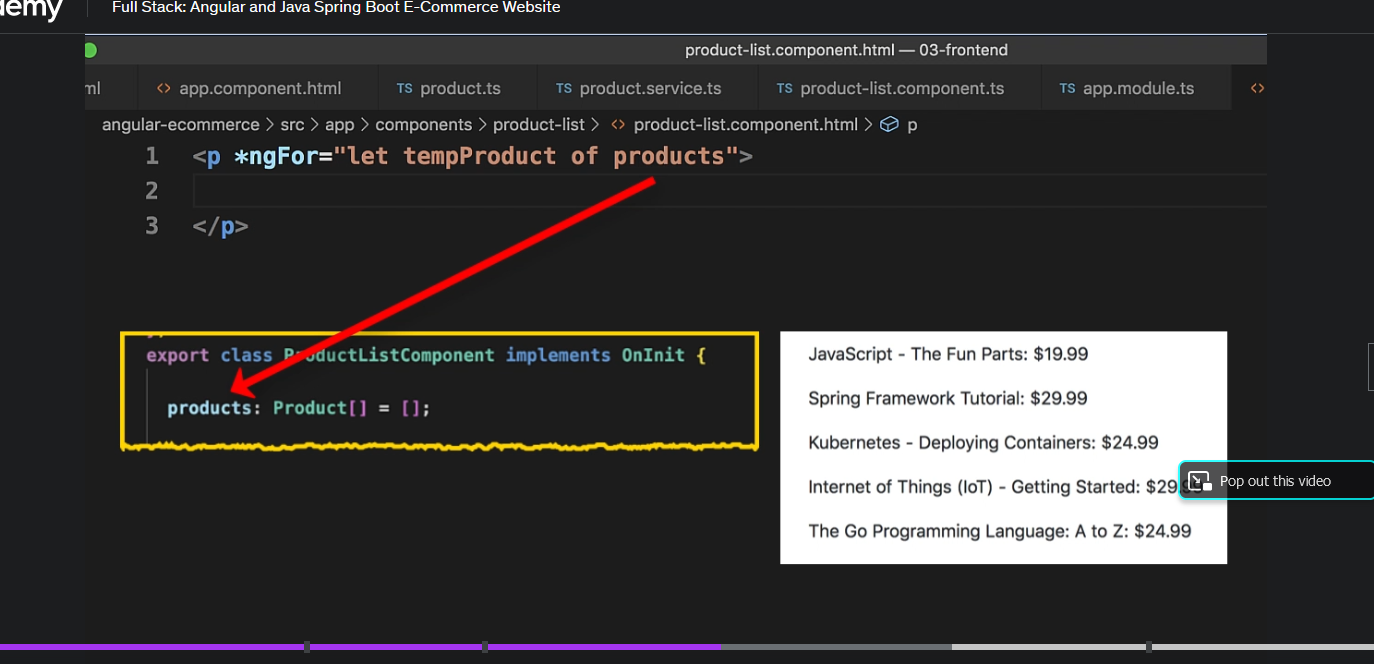 demy
Full Stack: Angular and Java Spring Boot E-Commerce Website
product-list.component.html — 03-frontend
ml <> app.component.html TS product.ts TS product.service.ts TS product-list.component.ts TS app.module.ts <>
angular-ecommerce > src > app > components > product-list > <> product-list.component.html > p
1 <p *ngFor="let tempProduct of products">
2
3 </p>
export class ProductListComponent implements OnInit {
products: Product[] = [];
JavaScript - The Fun Parts: $19.99
Spring Framework Tutorial: $29.99
Kubernetes - Deploying Containers: $24.99
Internet of Things (IoT) - Getting Started: $29.99
Pop out this video
The Go Programming Language: A to Z: $24.99